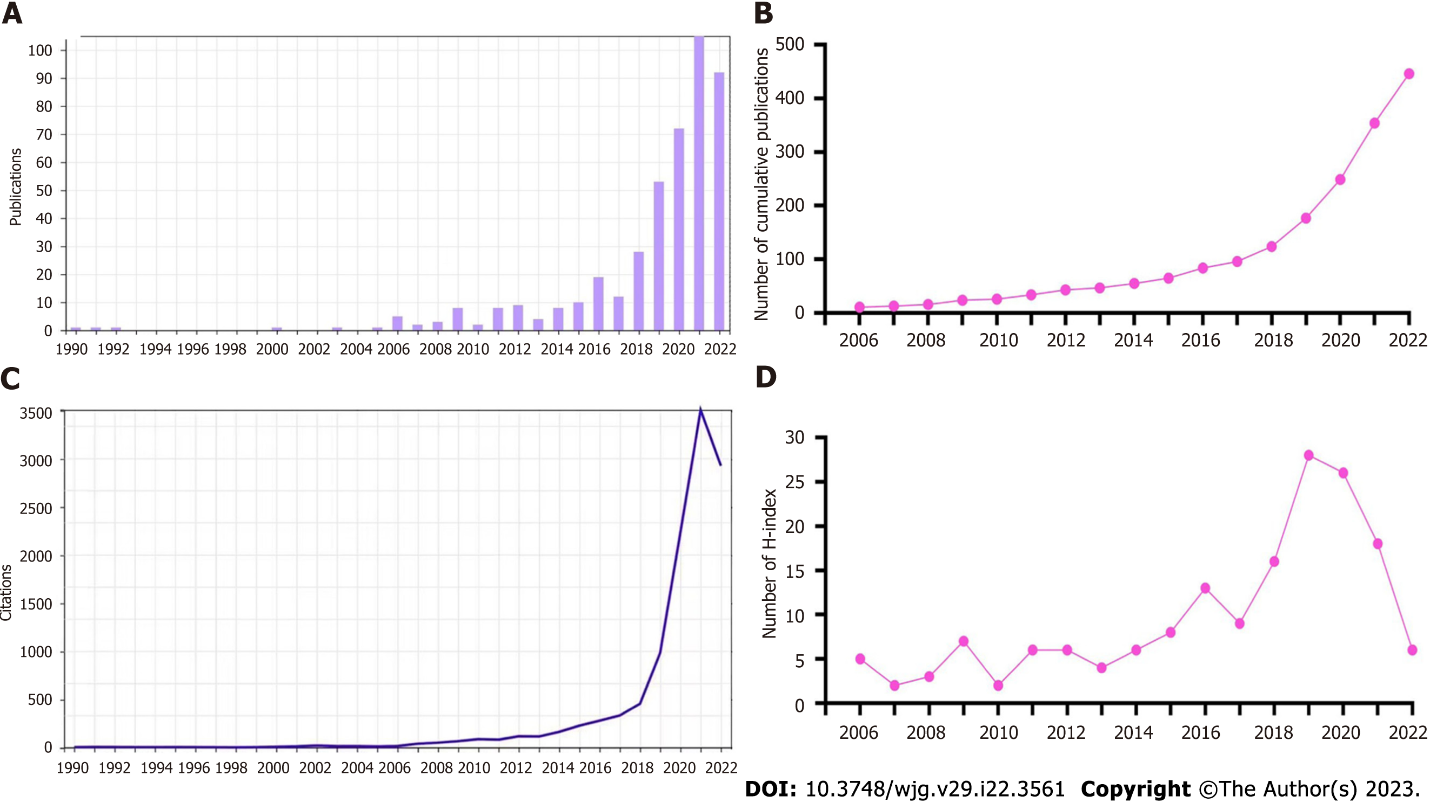 A
Publications
100
90
80
70
60
50
40
30
20
10
0
1990 1992 1994 1996 1998 2000 2002 2004 2006 2008 2010 2012 2014 2016 2018 2020 2022
B
Number of cumulative publications
500
400
300
200
100
0
2006 2008 2010 2012 2014 2016 2018 2020 2022
C
Citations
3500
3000
2500
2000
1500
1000
500
0
1990 1992 1994 1996 1998 2000 2002 2004 2006 2008 2010 2012 2014 2016 2018 2020 2022
D
Number of H-index
30
25
20
15
10
5
0
2006 2008 2010 2012 2014 2016 2018 2020 2022
DOI: 10.3748/wjg.v29.i22.3561 Copyright ©The Author(s) 2023.